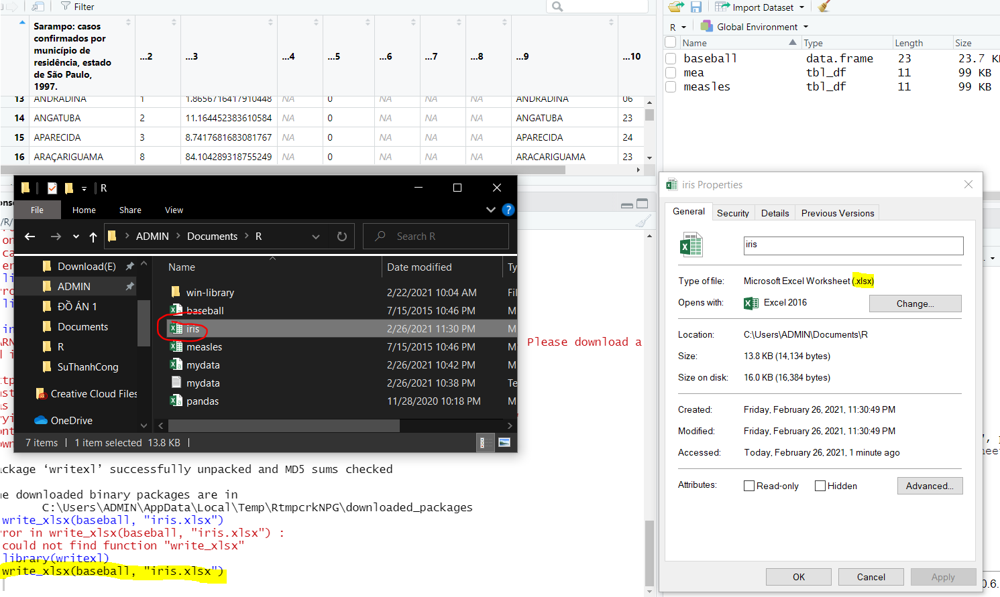 Filter
Import Dataset
R
Global Environment
Name Type Length Size
baseball data.frame 23 23.7
mea tbl_df 11 99 KB
measles tbl_df 11 99 KB
Sarampo: casos
confirmados por
município de
residência, estado
de São Paulo,
1997.
...2 ...3 ...4 ...5 ...6 ...7 ...8 ...9 ...10
13 ANDRADINA 1 1.8656716417910448 NA 0 NA NA NA ANDRADINA 06
14 ANGATUBA 2 11.164452383610584 NA 0 NA NA NA ANGATUBA 23
15 APARECIDA 3 8.7417681683081767 NA 0 NA NA NA APARECIDA 24
16 ARAÇARIGUAMA 8 84.104289318755249 NA 0 NA NA NA ARACARIGUAMA 23
R
File Home Share View
ADMIN Documents R
Search R
Download(E)
ADMIN
ĐỒ ÁN 1
Documents
R
SuThanhCong
Creative Cloud Files
OneDrive
Name Date modified Ty
win-library 2/22/2021 10:04 AM Fil
baseball 7/15/2015 10:46 PM M
iris 2/26/2021 11:30 PM M
measles 7/15/2015 10:46 PM M
mydata 2/26/2021 10:42 PM M
mydata 2/26/2021 10:38 PM Te
pandas 11/28/2020 10:18 PM M
7 items 1 item selected 13.8 KB
Please download a
ackage ‘writexl’ successfully unpacked and MD5 sums checked
he downloaded binary packages are in
C:\Users\ADMIN\AppData\Local\Temp\RtmpcrkNPG\downloaded_packages
write_xlsx(baseball, "iris.xlsx")
rror in write_xlsx(baseball, "iris.xlsx") :
could not find function "write_xlsx"
library(writexl)
write_xlsx(baseball, "iris.xlsx")
iris Properties
General Security Details Previous Versions
iris
Type of file: Microsoft Excel Worksheet (.xlsx)
Opens with: Excel 2016 Change...
Location: C:\Users\ADMIN\Documents\R
Size: 13.8 KB (14,134 bytes)
Size on disk: 16.0 KB (16,384 bytes)
Created: Friday, February 26, 2021, 11:30:49 PM
Modified: Friday, February 26, 2021, 11:30:49 PM
Accessed: Today, February 26, 2021, 1 minute ago
Attributes: Read-only Hidden Advanced...
OK Cancel Apply